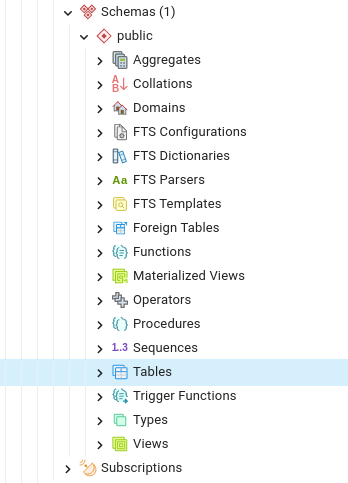 Schemas (1)
public
Aggregates
A
B
Collations
Domains
FTS Configurations
FTS Dictionaries
Aa FTS Parsers
FTS Templates
Foreign Tables
Functions
Materialized Views
Operators
Procedures
1..3 Sequences
Tables
Trigger Functions
Types
Views
Subscriptions